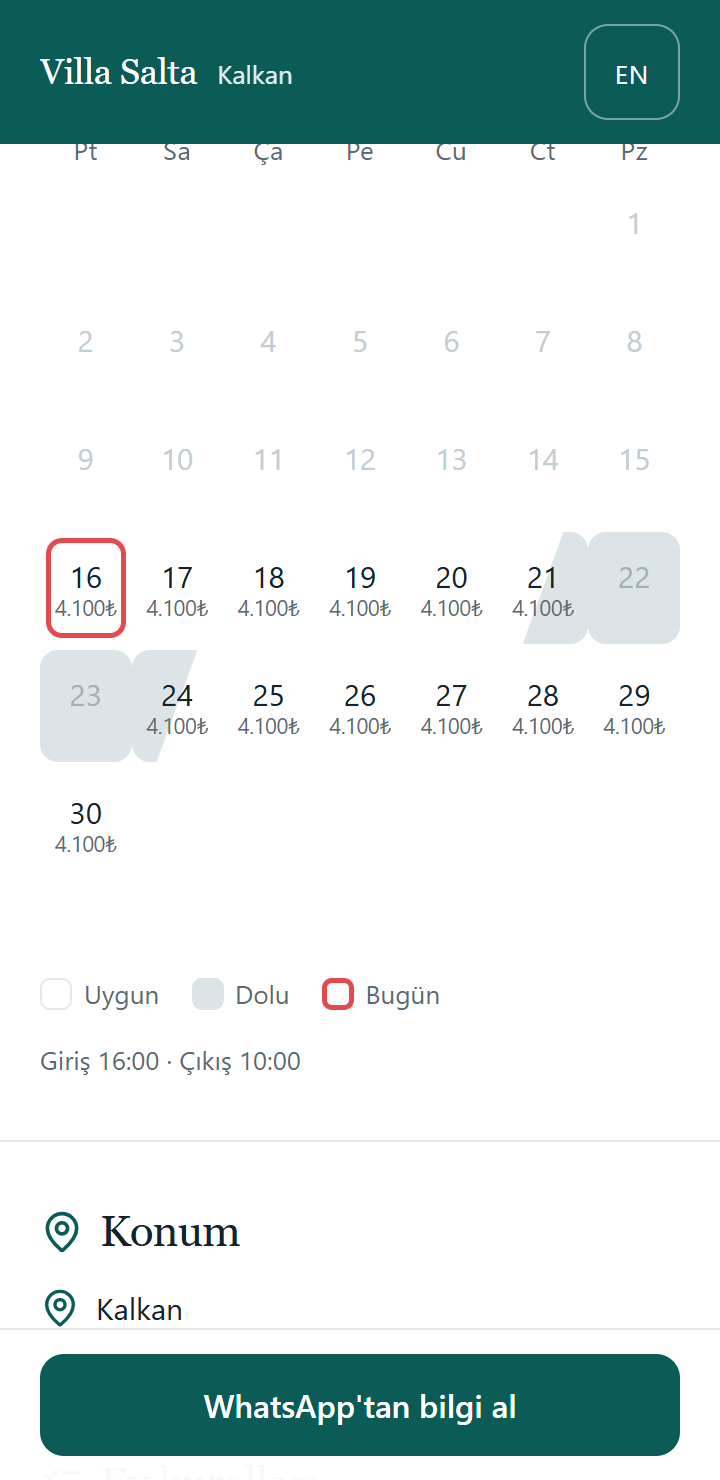 Villa Salta Kalkan EN
Pt Sa Ça Pe Cu Ct Pz
1
2 3 4 5 6 7 8
9 10 11 12 13 14 15
16 17 18 19 20 21 22
4.100₺ 4.100₺ 4.100₺ 4.100₺ 4.100₺ 4.100₺
23 24 25 26 27 28 29
4.100₺ 4.100₺ 4.100₺ 4.100₺ 4.100₺ 4.100₺
30
4.100₺
Uygun Dolu Bugün
Giriş 16:00 · Çıkış 10:00
Konum
Kalkan
WhatsApp'tan bilgi al